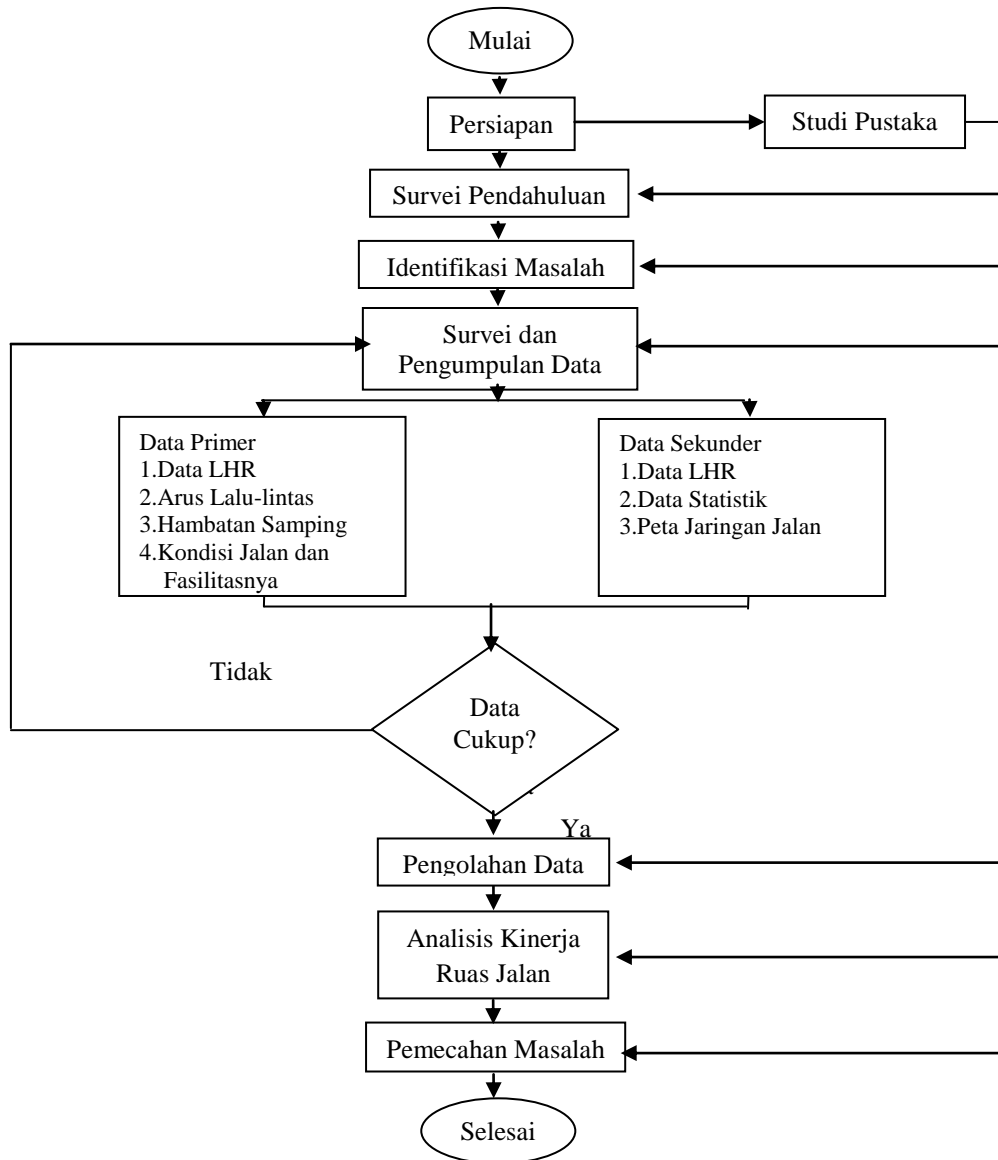 Mulai
Persiapan
Studi Pustaka
Survei Pendahuluan
Identifikasi Masalah
Survei dan
Pengumpulan Data
Data Primer
1.Data LHR
2.Arus Lalu-lintas
3.Hambatan Samping
4.Kondisi Jalan dan
Fasilitasnya
Data Sekunder
1.Data LHR
2.Data Statistik
3.Peta Jaringan Jalan
Tidak
Data
Cukup?
Ya
Pengolahan Data
Analisis Kinerja
Ruas Jalan
Pemecahan Masalah
Selesai